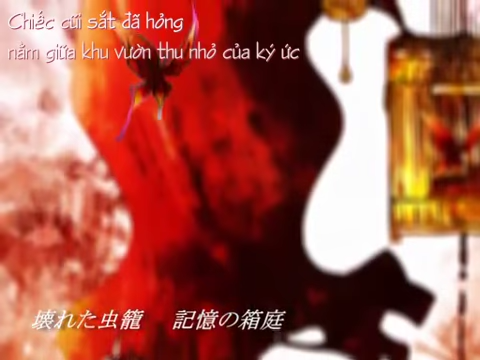 Chiếc cũi sắt đã hỏng
nằm giữa khu vườn thu nhỏ của ký ức
壊れた虫籠 記憶の箱庭